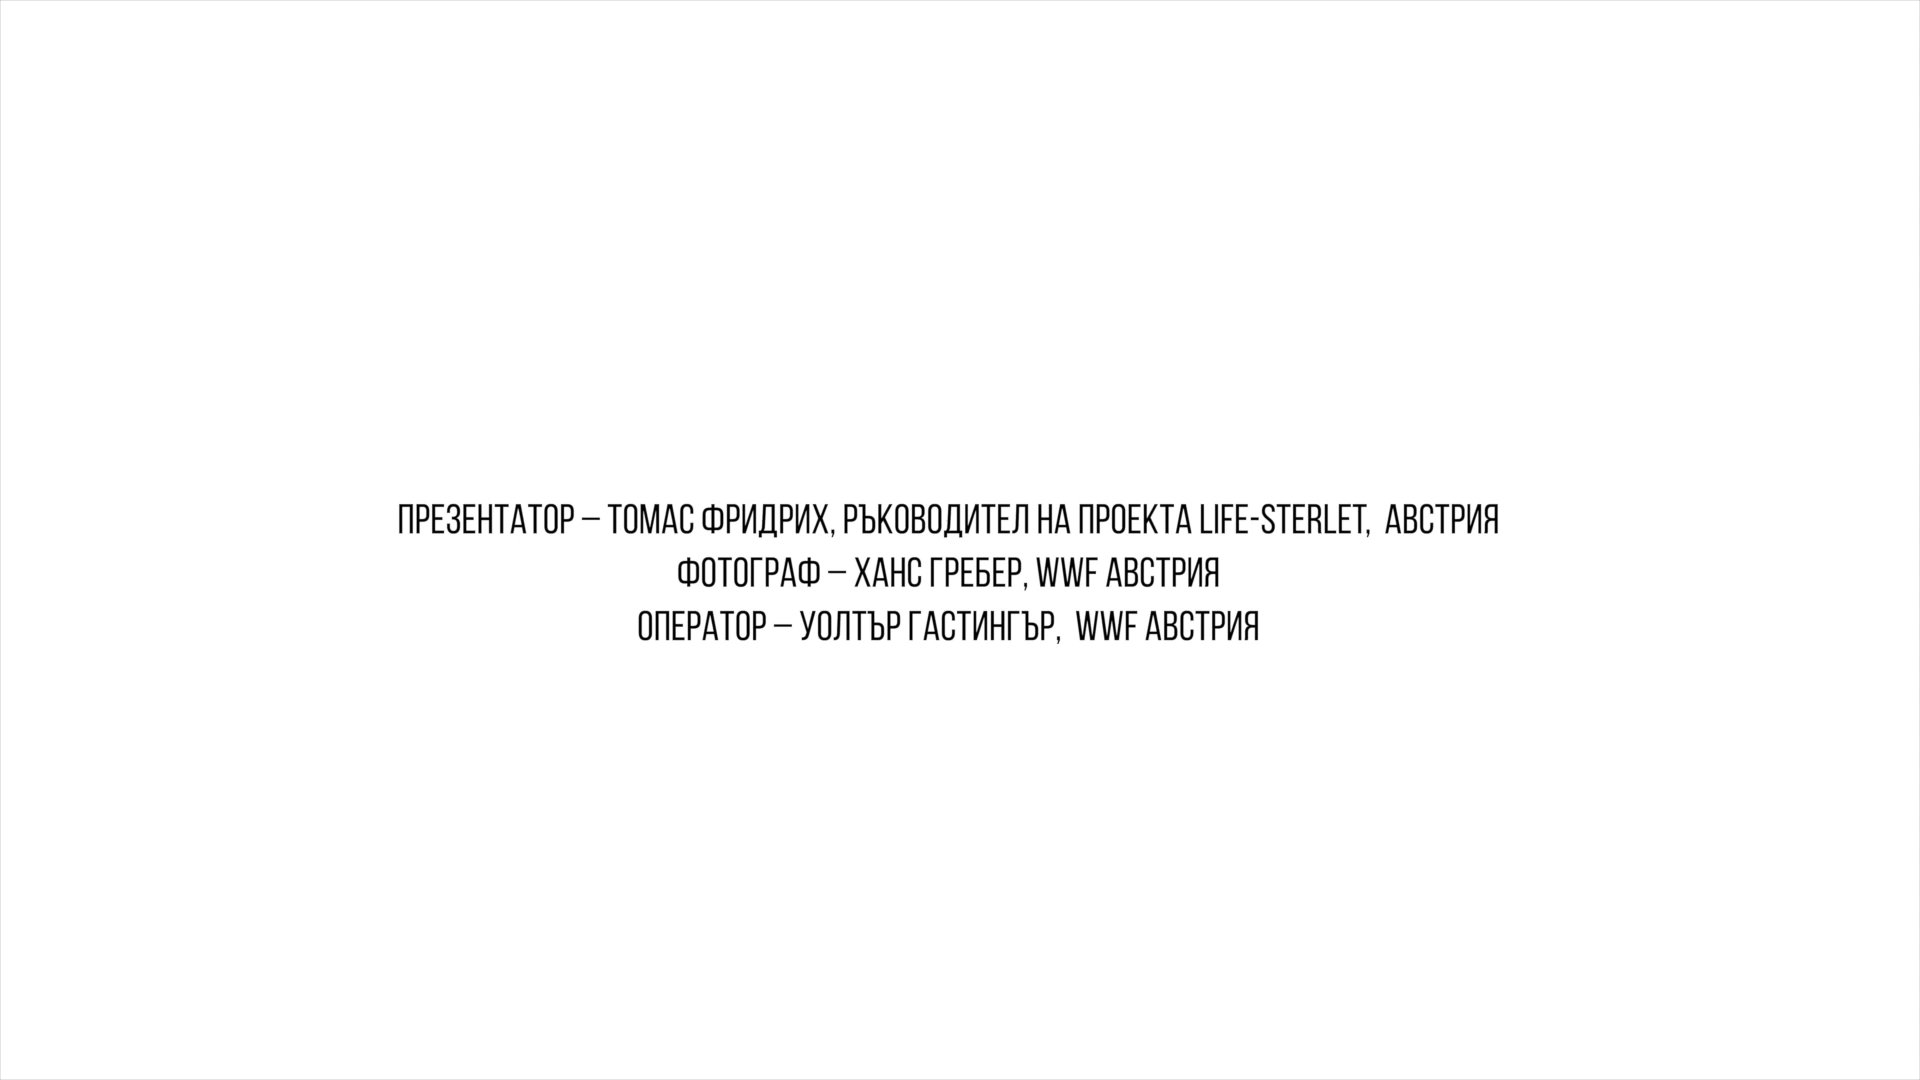 ПРЕЗЕНТАТОР – ТОМАС ФРИДРИХ, РЪКОВОДИТЕЛ НА ПРОЕКТА LIFE-STERLET,  АВСТРИЯ
ФОТОГРАФ – ХАНС ГРЕБЕР, WWF АВСТРИЯ
ОПЕРАТОР – УОЛТЪР ГАСТИНГЪР,  WWF АВСТРИЯ